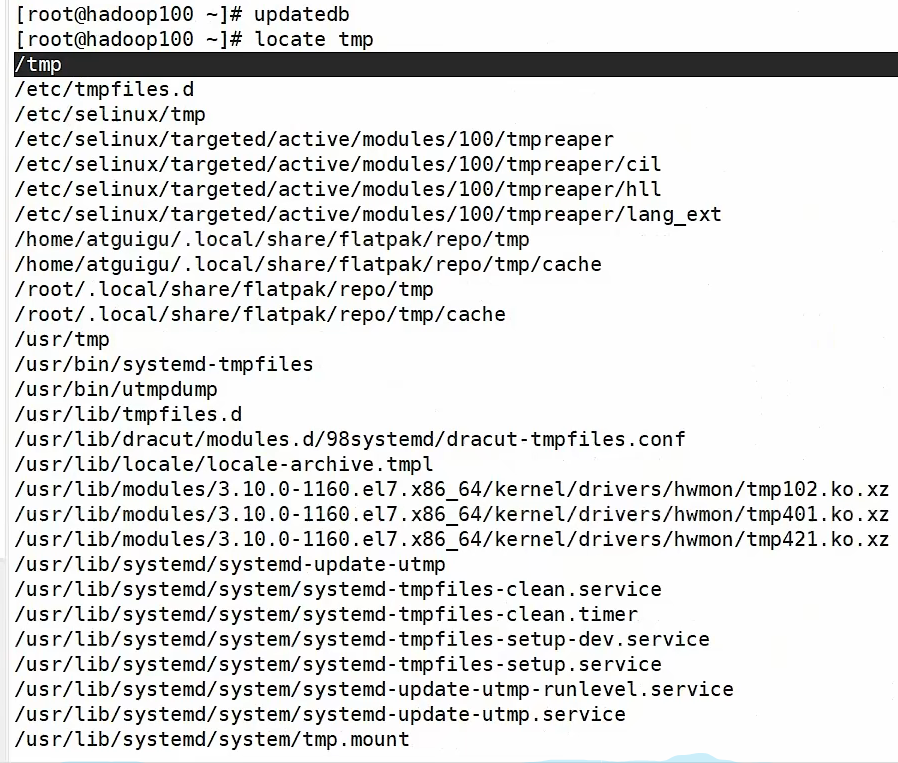 [root@hadoop100 ~]# updatedb
[root@hadoop100 ~]# locate tmp
/tmp
/etc/tmpfiles.d
/etc/selinux/tmp
/etc/selinux/targeted/active/modules/100/tmpreaper
/etc/selinux/targeted/active/modules/100/tmpreaper/cil
/etc/selinux/targeted/active/modules/100/tmpreaper/hll
/etc/selinux/targeted/active/modules/100/tmpreaper/lang_ext
/home/atguigu/.local/share/flatpak/repo/tmp
/home/atguigu/.local/share/flatpak/repo/tmp/cache
/root/.local/share/flatpak/repo/tmp
/root/.local/share/flatpak/repo/tmp/cache
/usr/tmp
/usr/bin/systemd-tmpfiles
/usr/bin/utmpdump
/usr/lib/tmpfiles.d
/usr/lib/dracut/modules.d/98systemd/dracut-tmpfiles.conf
/usr/lib/locale/locale-archive.tmpl
/usr/lib/modules/3.10.0-1160.el7.x86_64/kernel/drivers/hwmon/tmp102.ko.xz
/usr/lib/modules/3.10.0-1160.el7.x86_64/kernel/drivers/hwmon/tmp401.ko.xz
/usr/lib/modules/3.10.0-1160.el7.x86_64/kernel/drivers/hwmon/tmp421.ko.xz
/usr/lib/systemd/systemd-update-utmp
/usr/lib/systemd/system/systemd-tmpfiles-clean.service
/usr/lib/systemd/system/systemd-tmpfiles-clean.timer
/usr/lib/systemd/system/systemd-tmpfiles-setup-dev.service
/usr/lib/systemd/system/systemd-tmpfiles-setup.service
/usr/lib/systemd/system/systemd-update-utmp-runlevel.service
/usr/lib/systemd/system/systemd-update-utmp.service
/usr/lib/systemd/system/tmp.mount